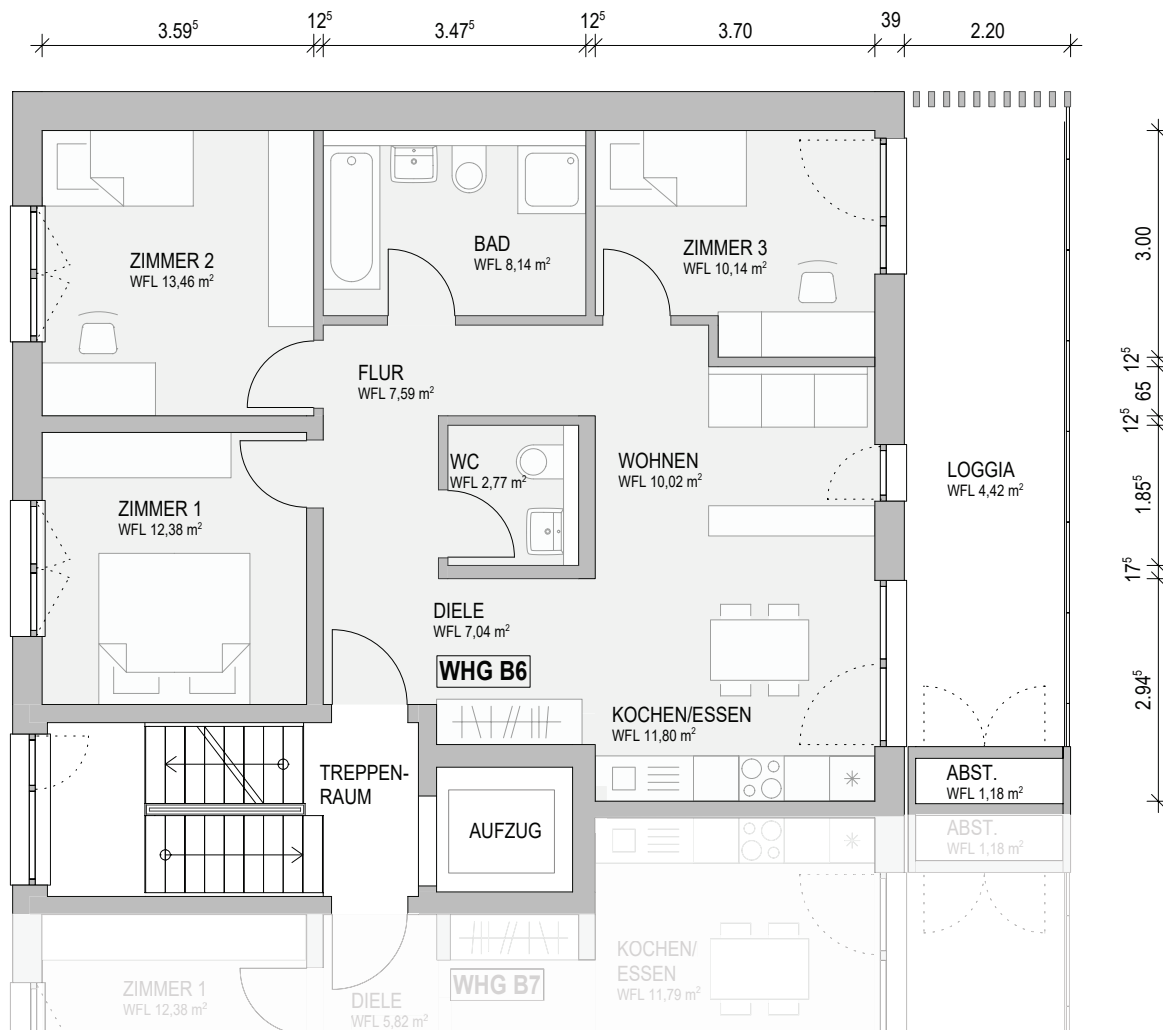 3.59⁵
12⁵
3.47⁵
12⁵
3.70
39
2.20
ZIMMER 2
WFL 13,46 m²
BAD
WFL 8,14 m²
ZIMMER 3
WFL 10,14 m²
3.00
FLUR
WFL 7,59 m²
12⁵
65
12⁵
WC
WFL 2,77 m²
WOHNEN
WFL 10,02 m²
LOGGIA
WFL 4,42 m²
1.85⁵
ZIMMER 1
WFL 12,38 m²
17⁵
DIELE
WFL 7,04 m²
WHG B6
2.94⁵
KOCHEN/ESSEN
WFL 11,80 m²
TREPPEN-
RAUM
AUFZUG
ABST.
WFL 1,18 m²
ABST.
WFL 1,18 m²
KOCHEN/
ESSEN
WFL 11,79 m²
WHG B7
ZIMMER 1
WFL 12,38 m²
DIELE
WFL 5,82 m²